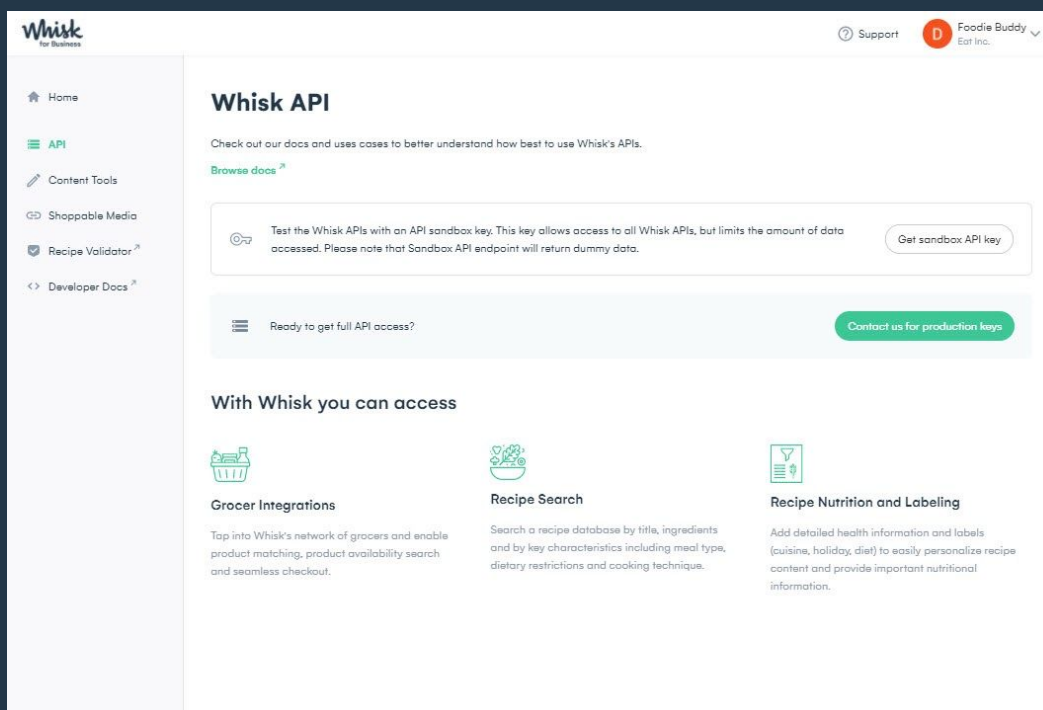 Whisk
for Business
Support
D
Foodie Buddy
Eat Inc.
Home
API
Content Tools
Shoppable Media
Recipe Validator
Developer Docs
Whisk API
Check out our docs and uses cases to better understand how best to use Whisk's APIs.
Browse docs
Test the Whisk APIs with an API sandbox key. This key allows access to all Whisk APIs, but limits the amount of data
accessed. Please note that Sandbox API endpoint will return dummy data.
Get sandbox API key
Ready to get full API access?
Contact us for production keys
With Whisk you can access
Grocer Integrations
Tap into Whisk's network of grocers and enable
product matching, product availability search
and seamless checkout.
Recipe Search
Search a recipe database by title, ingredients
and by key characteristics including meal type,
dietary restrictions and cooking technique.
Recipe Nutrition and Labeling
Add detailed health information and labels
(cuisine, holiday, diet) to easily personalize recipe
content and provide important nutritional
information.